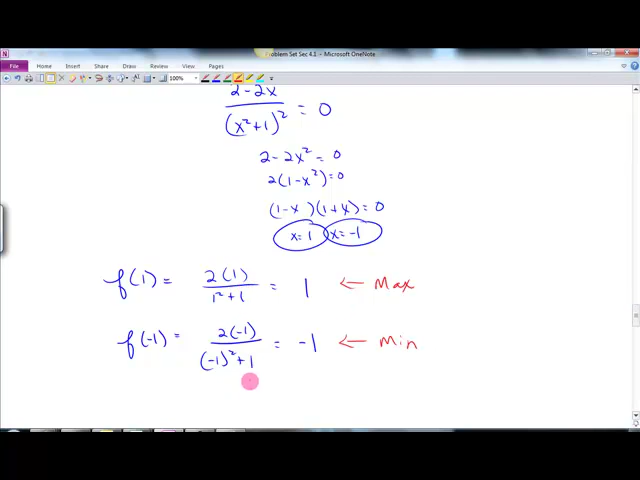 Problem Set Sec 4.1 - Microsoft OneNote
File Share Home Insert Draw Review View
100%
2-2x
(x²+1)² = 0
2-2x²=0
2(1-x²)=0
(1-x)(1+x)=0
x=1 x=-1
f(1) = 2(1) / 1²+1 = 1 ← Max
f(-1) = 2(-1) / (-1)²+1 = -1 ← Min